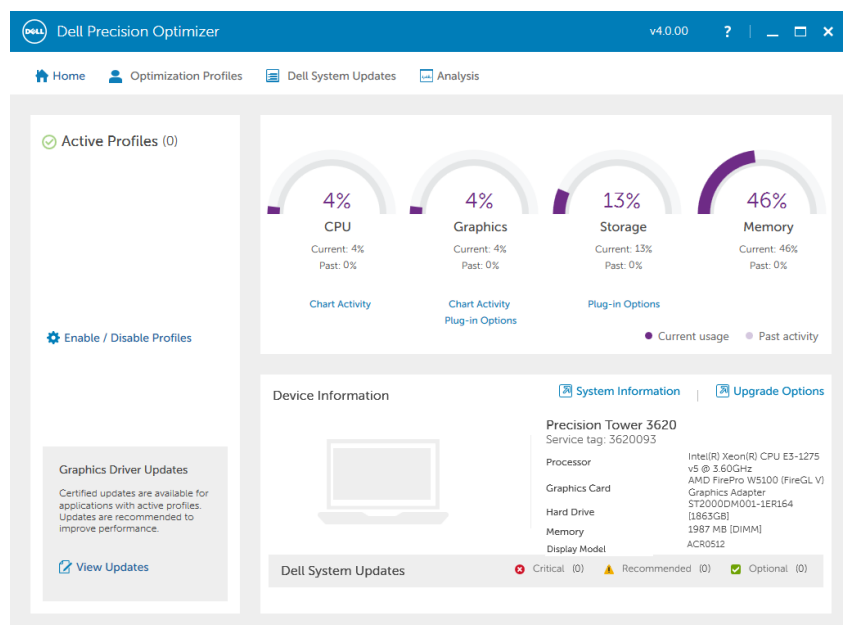 DELL Dell Precision Optimizer v4.0.00 ?
Home Optimization Profiles Dell System Updates Analysis
Active Profiles (0)
Enable / Disable Profiles
Graphics Driver Updates
Certified updates are available for
applications with active profiles.
Updates are recommended to
improve performance.
View Updates
4% 4% 13% 46%
CPU Graphics Storage Memory
Current: 4% Current: 4% Current: 13% Current: 46%
Past: 0% Past: 0% Past: 0% Past: 0%
Chart Activity Chart Activity Plug-in Options
Plug-in Options
Current usage Past activity
Device Information System Information Upgrade Options
Precision Tower 3620
Service tag: 3620093
Processor Intel(R) Xeon(R) CPU E3-1275
v5 @ 3.60GHz
Graphics Card AMD FirePro W5100 (FireGL V)
Graphics Adapter
Hard Drive ST2000DM001-1ER164
[1863GB]
Memory 1987 MB [DIMM]
Display Model ACR0512
Dell System Updates Critical (0) Recommended (0) Optional (0)